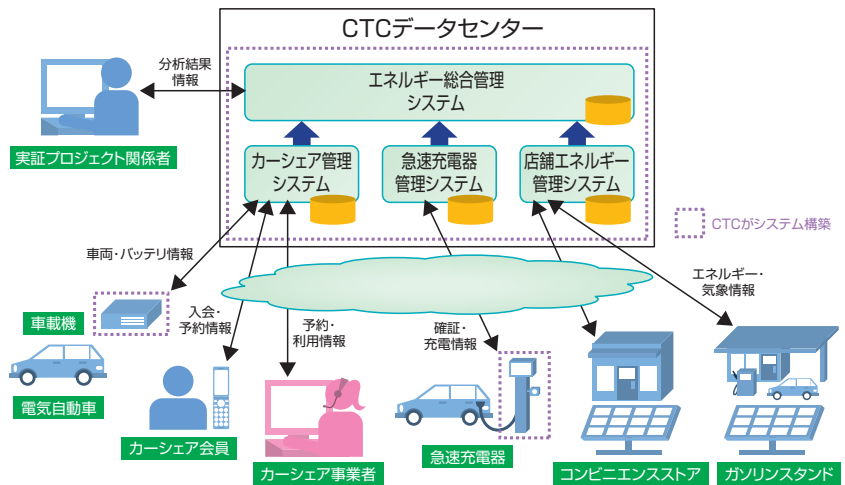 CTCデータセンター
分析結果
情報
エネルギー総合管理
システム
実証プロジェクト関係者
カーシェア管理
システム
急速充電器
管理システム
店舗エネルギー
管理システム
CTCがシステム構築
車両・バッテリ情報
エネルギー・
気象情報
入会・
予約情報
予約・
利用情報
確証・
充電情報
車載機
電気自動車
カーシェア会員
カーシェア事業者
急速充電器
コンビニエンスストア
ガソリンスタンド